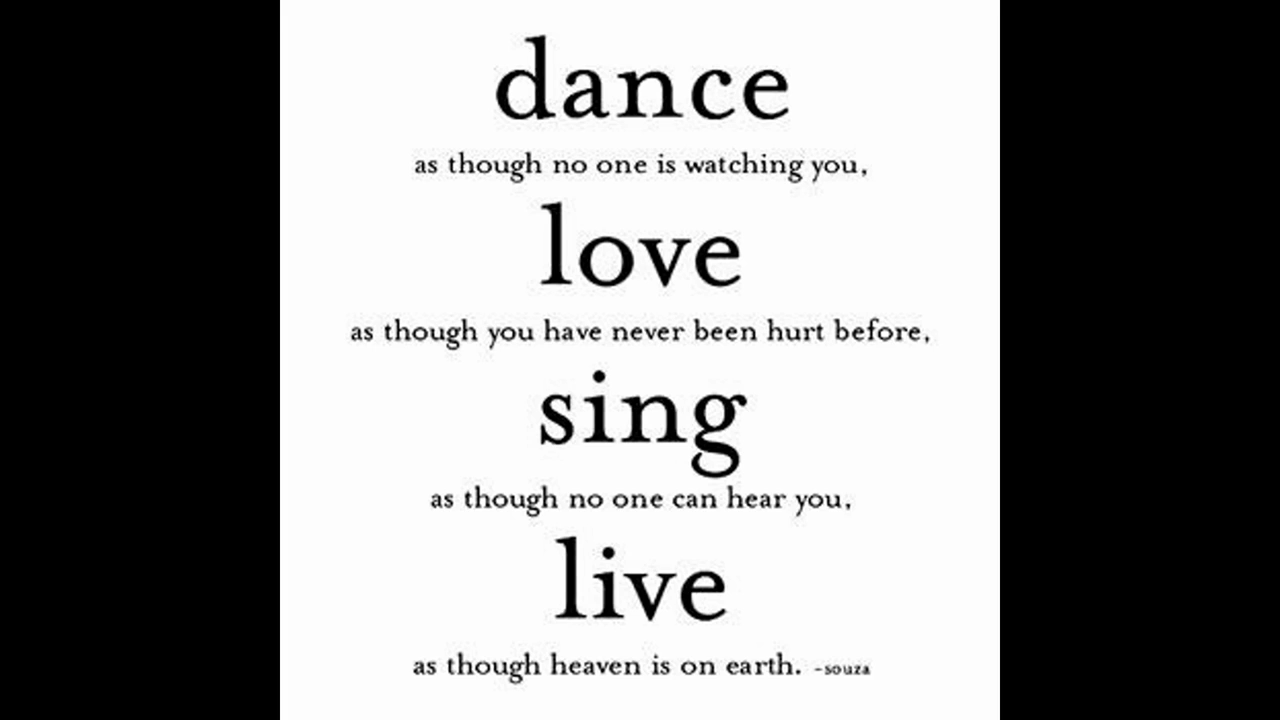 dance
as though no one is watching you,
love
as though you have never been hurt before,
sing
as though no one can hear you,
live
as though heaven is on earth. -souza